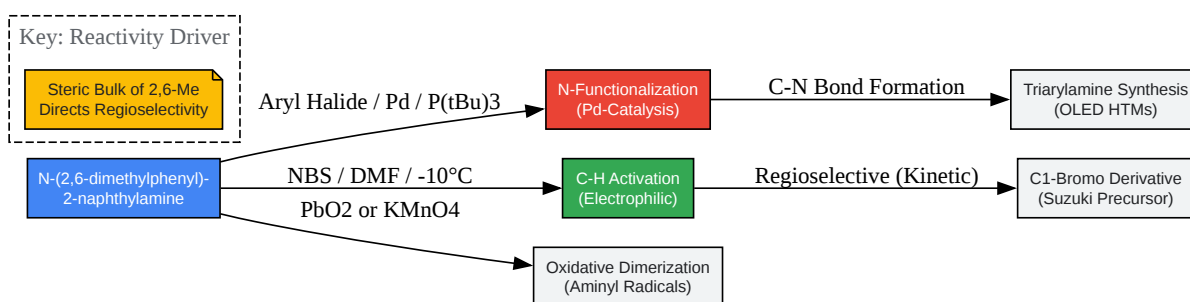 Key: Reactivity Driver
Steric Bulk of 2,6-Me
Directs Regioselectivity
N-(2,6-dimethylphenyl)-
2-naphthylamine
Aryl Halide / Pd / P(tBu)3
NBS / DMF / -10°C
PbO2 or KMnO4
N-Functionalization
(Pd-Catalysis)
C-H Activation
(Electrophilic)
Oxidative Dimerization
(Aminyl Radicals)
C-N Bond Formation
Regioselective (Kinetic)
Triarylamine Synthesis
(OLED HTMs)
C1-Bromo Derivative
(Suzuki Precursor)